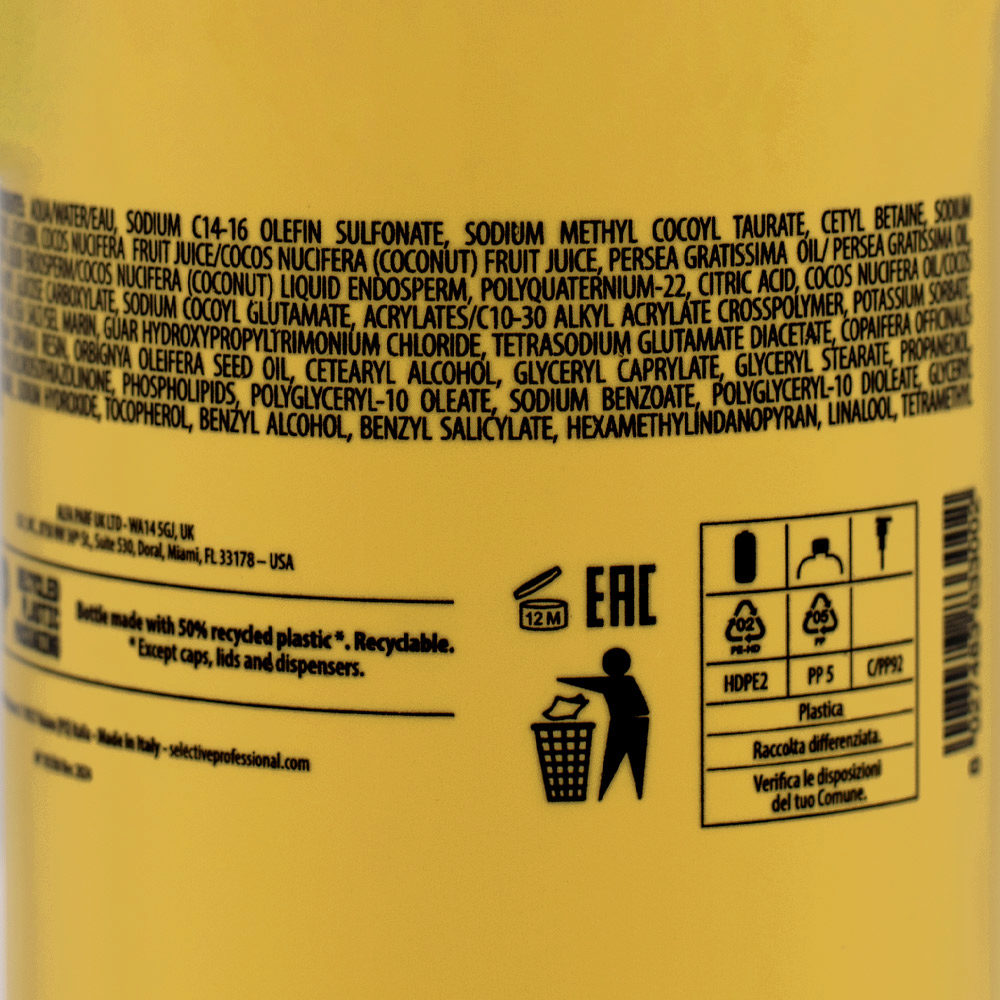 AQUA/WATER/EAU, SODIUM C14-16 OLEFIN SULFONATE, SODIUM METHYL COCOYL TAURATE, CETYL BETAINE, SODIUM
COCOS NUCIFERA FRUIT JUICE/COCOS NUCIFERA (COCONUT) FRUIT JUICE, PERSEA GRATISSIMA OIL/ PERSEA GRATISSIMA OIL,
ENDOSPERM/COCOS NUCIFERA (COCONUT) LIQUID ENDOSPERM, POLYQUATERNIUM-22, CITRIC ACID, COCOS NUCIFERA OIL/COCOS
CARBOXYLATE, SODIUM COCOYL GLUTAMATE, ACRYLATES/C10-30 ALKYL ACRYLATE CROSSPOLYMER, POTASSIUM SORBATE,
SEL MARIN, GUAR HYDROXYPROPYLTRIMONIUM CHLORIDE, TETRASODIUM GLUTAMATE DIACETATE, COPAIFERA OFFICINALIS
RESIN, ORBIGNYA OLEIFERA SEED OIL, CETEARYL ALCOHOL, GLYCERYL CAPRYLATE, GLYCERYL STEARATE, PROPANEDIOL,
PHOSPHOLIPIDS, POLYGLYCERYL-10 OLEATE, SODIUM BENZOATE, POLYGLYCERYL-10 DIOLEATE, GLYCERYL
HYDROXIDE, TOCOPHEROL, BENZYL ALCOHOL, BENZYL SALICYLATE, HEXAMETHYLINDANOPYRAN, LINALOOL, TETRAMETHYL
ALFA PARF UK LTD - WA14 5GJ, UK
St., Suite 530, Doral, Miami, FL 33178 – USA
RECYCLED
PLASTIC
Bottle made with 50% recycled plastic*. Recyclable.
*Except caps, lids and dispensers.
Italia - Made in Italy - selectiveprofessional.com
12 M
EAC
02
PE-HD
05
PP
HDPE2
PP 5
C/PP92
Plastica
Raccolta differenziata.
Verifica le disposizioni
del tuo Comune.